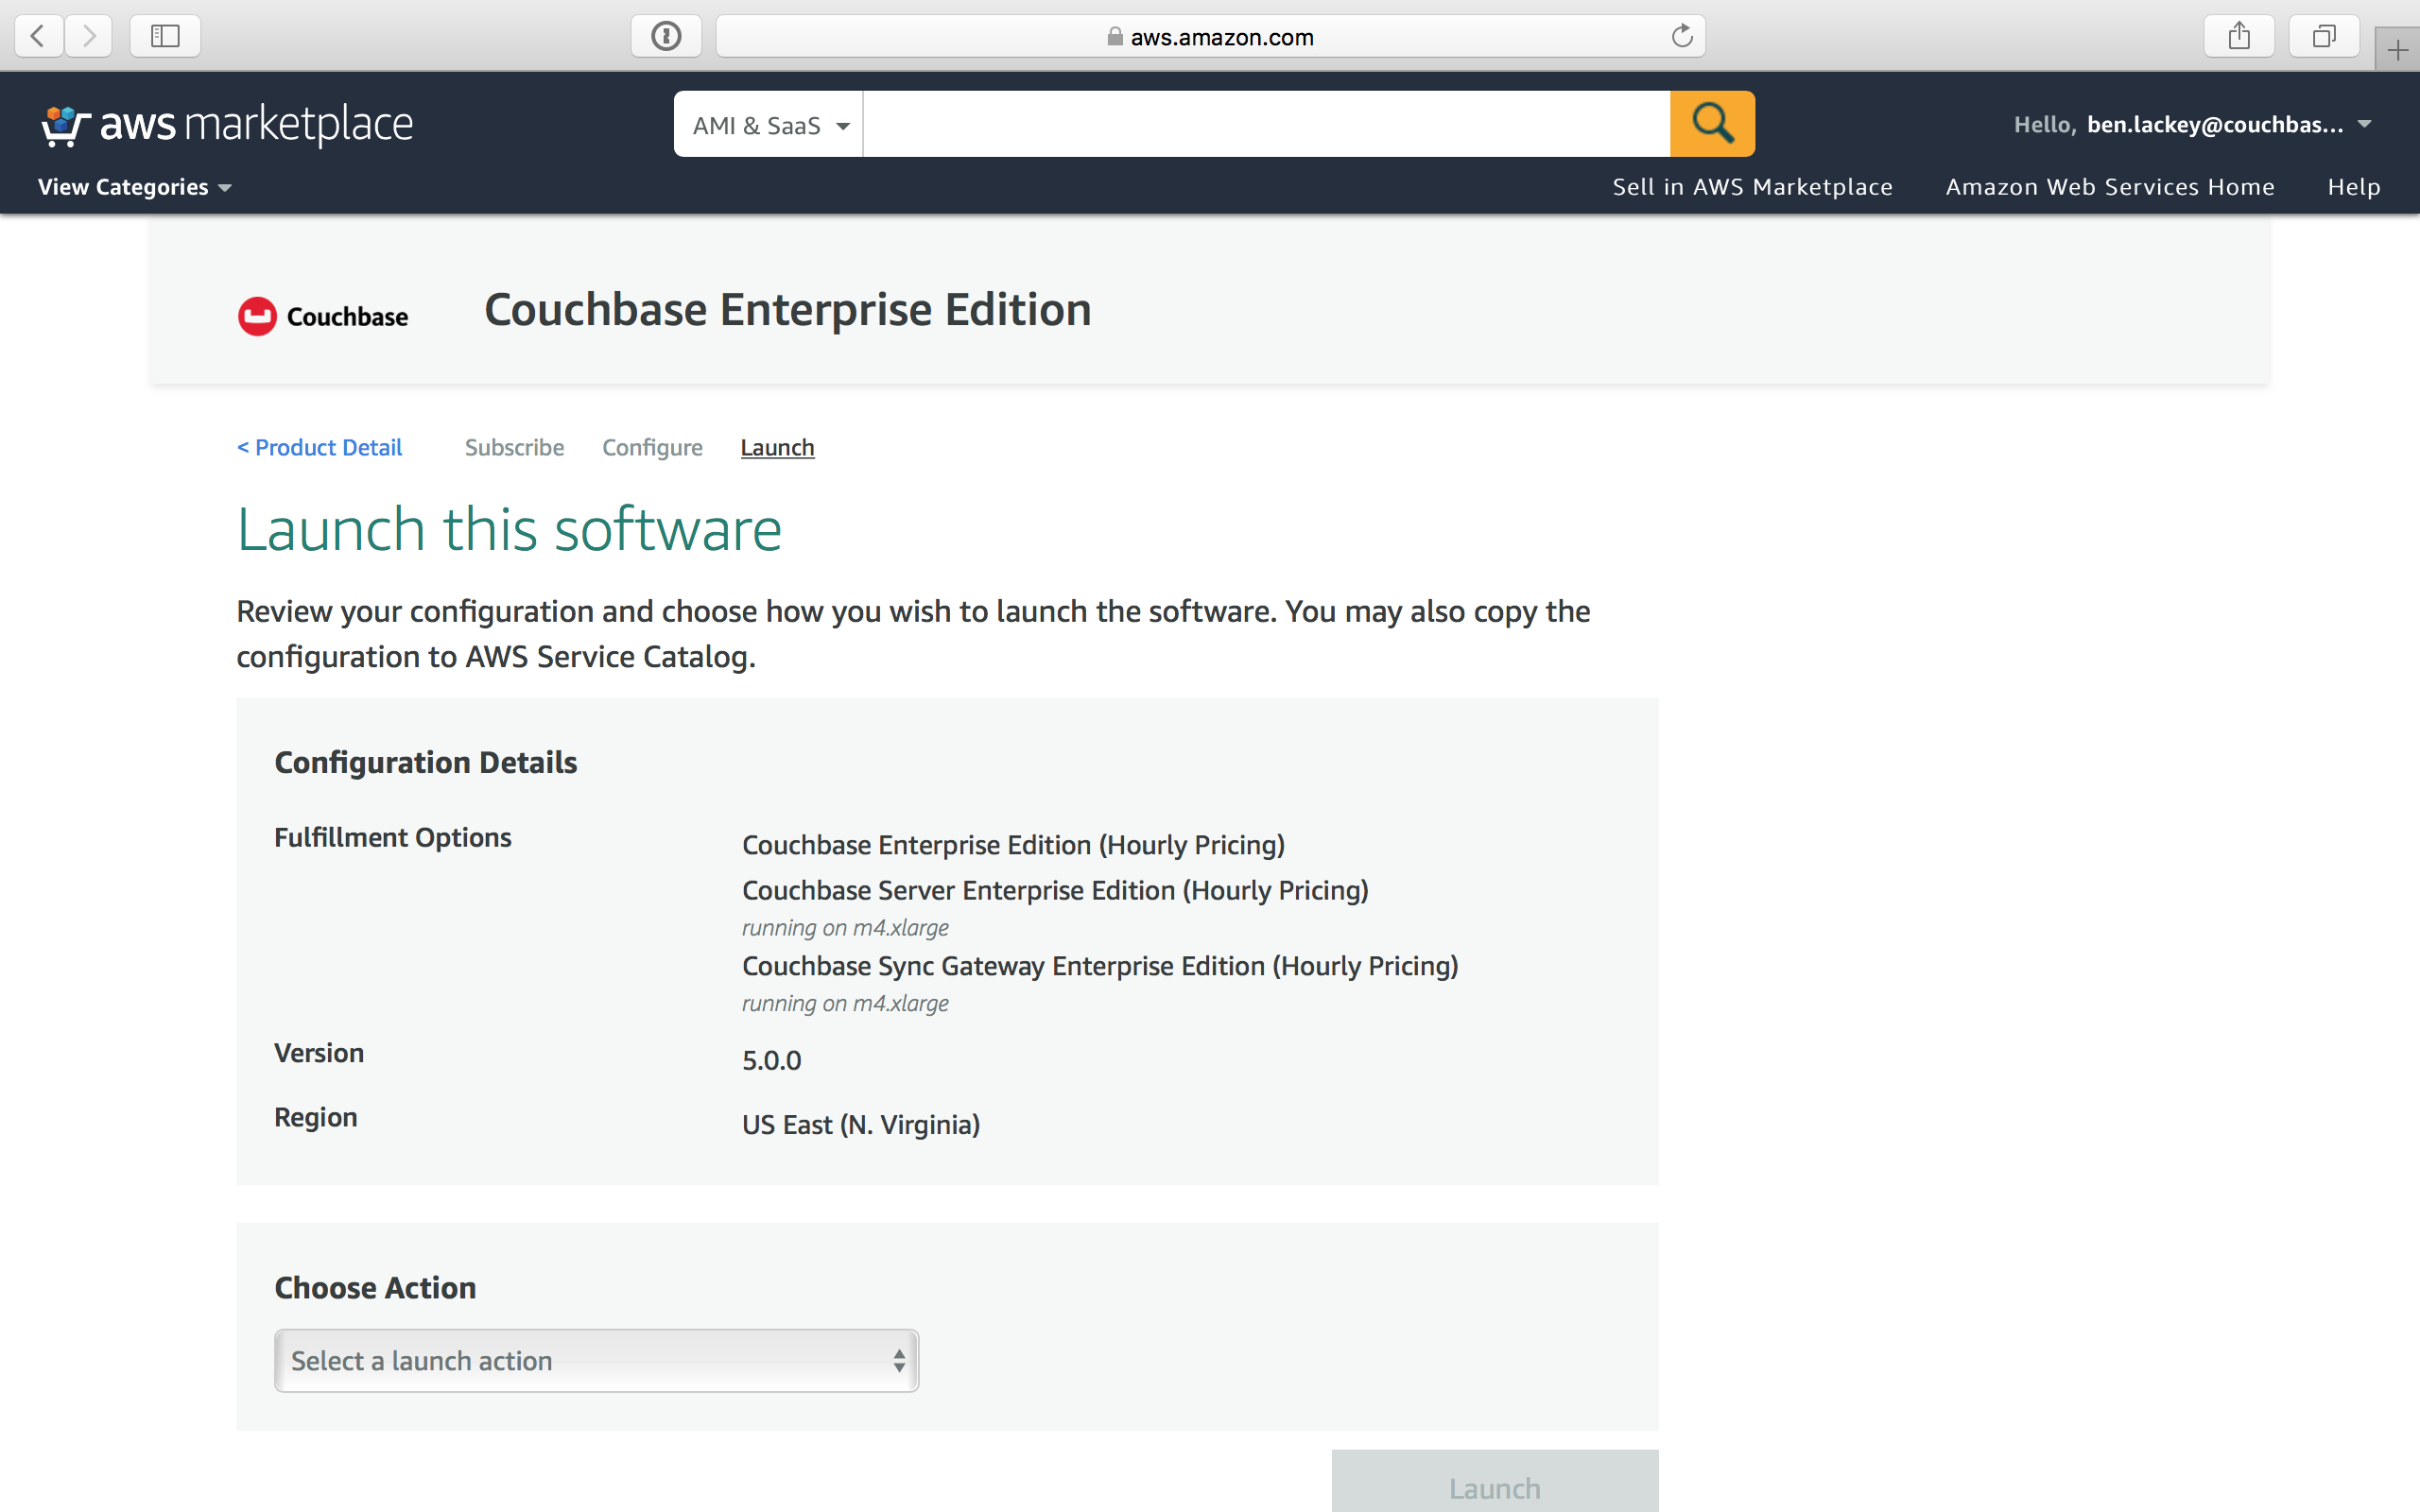 aws.amazon.com
aws marketplace
AMI & SaaS
Hello, ben.lackey@couchbas...
View Categories
Sell in AWS Marketplace
Amazon Web Services Home
Help
Couchbase
Couchbase Enterprise Edition
< Product Detail
Subscribe
Configure
Launch
Launch this software
Review your configuration and choose how you wish to launch the software. You may also copy the
configuration to AWS Service Catalog.
Configuration Details
Fulfillment Options
Couchbase Enterprise Edition (Hourly Pricing)
Couchbase Server Enterprise Edition (Hourly Pricing)
running on m4.xlarge
Couchbase Sync Gateway Enterprise Edition (Hourly Pricing)
running on m4.xlarge
Version
5.0.0
Region
US East (N. Virginia)
Choose Action
Select a launch action
Launch